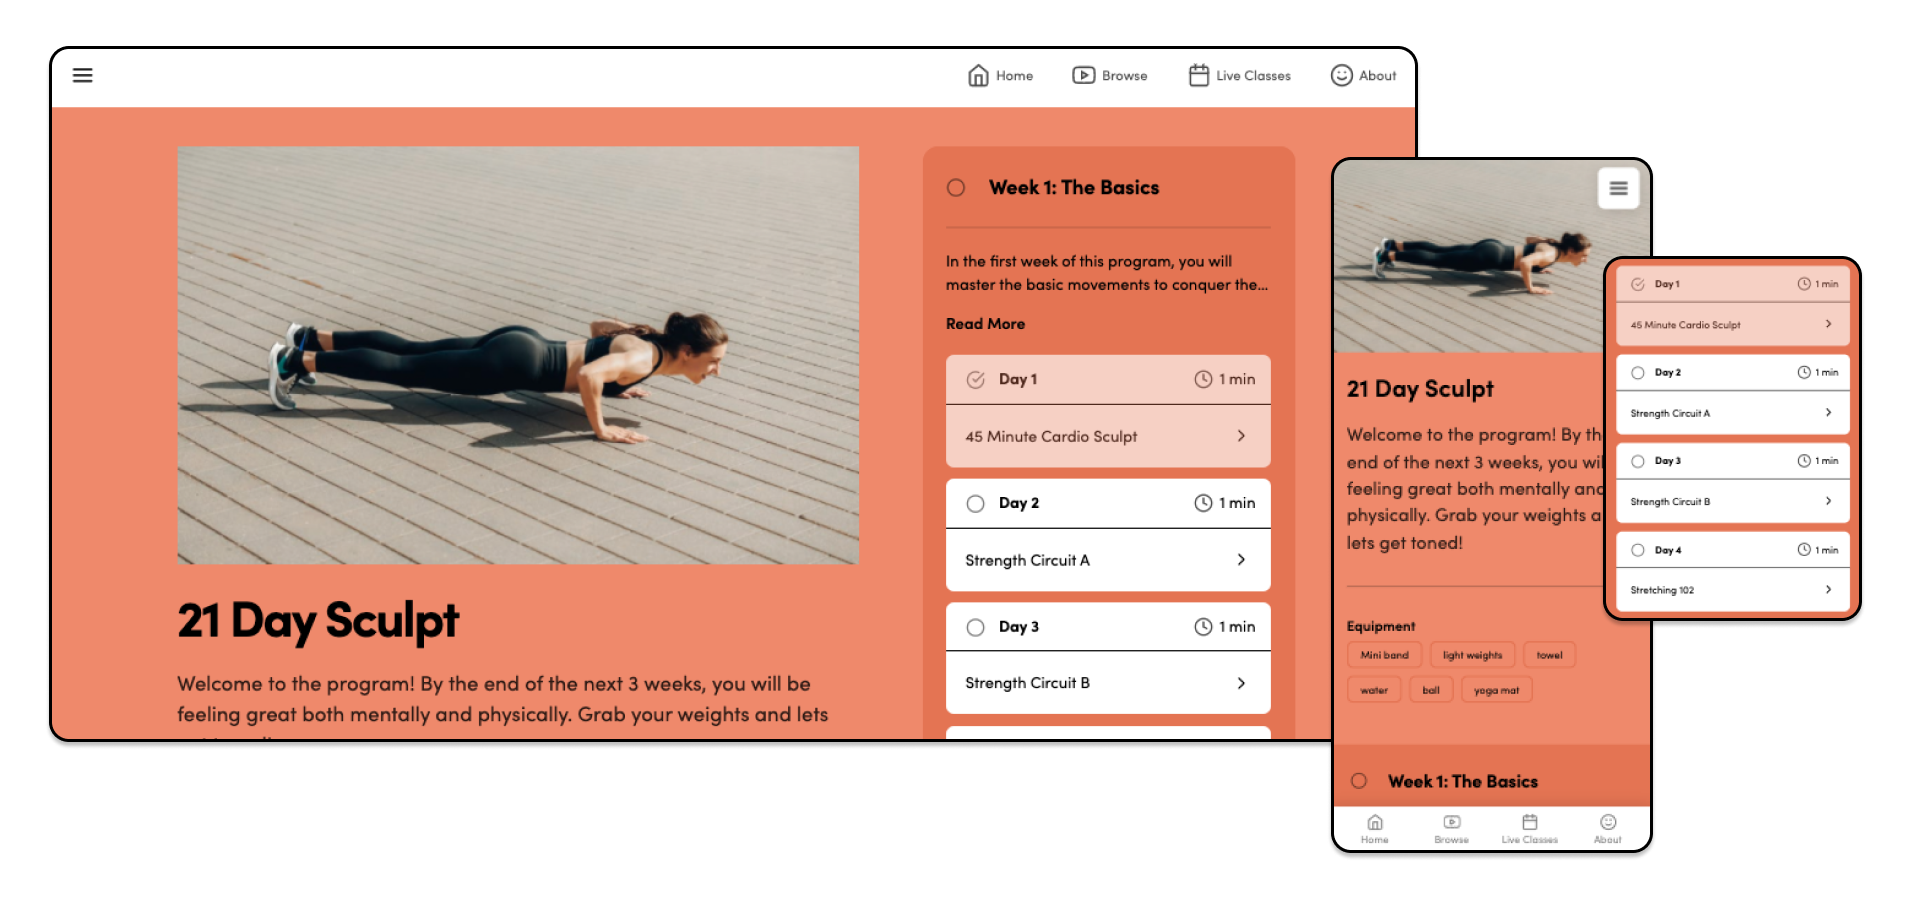 Home
Browse
Live Classes
About
21 Day Sculpt
Welcome to the program! By the end of the next 3 weeks, you will be
feeling great both mentally and physically. Grab your weights and lets
Week 1: The Basics
In the first week of this program, you will
master the basic movements to conquer the...
Read More
Day 1
1 min
45 Minute Cardio Sculpt
Day 2
1 min
Strength Circuit A
Day 3
1 min
Strength Circuit B
21 Day Sculpt
Welcome to the program! By
end of the next 3 weeks, you
feeling great both mentally
physically. Grab your weights
lets get toned!
Equipment
Mini band
light weights
towel
water
ball
yoga mat
Week 1: The Basics
Home
Browse
Live Classes
About
Day 1
1 min
45 Minute Cardio Sculpt
Day 2
1 min
Strength Circuit A
Day 3
1 min
Strength Circuit B
Day 4
1 min
Stretching 102